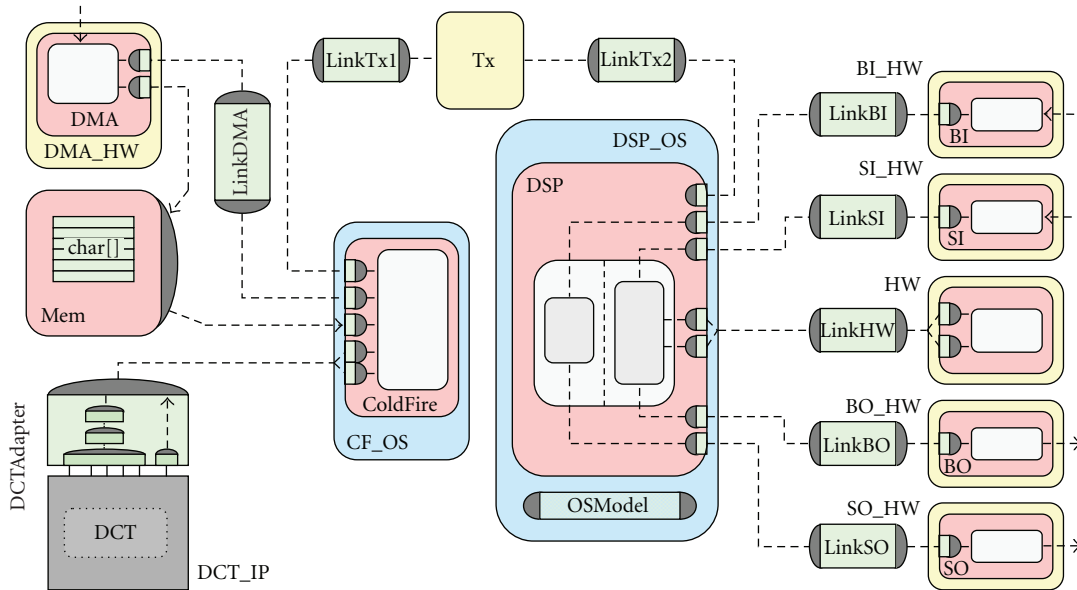 LinkTx1
Tx
LinkTx2
DMA
DMA_HW
LinkDMA
BI_HW
LinkBI
BI
DSP_OS
DSP
SI_HW
LinkSI
SI
char[]
Mem
HW
LinkHW
ColdFire
CF_OS
DCTAdapter
BO_HW
LinkBO
BO
OSModel
DCT
DCT_IP
SO_HW
LinkSO
SO